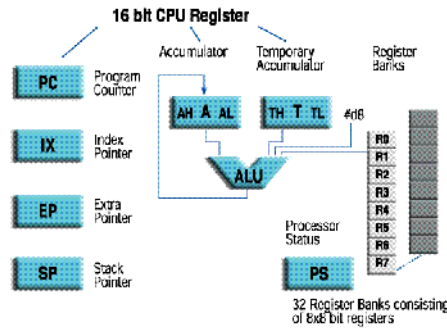 16 bit CPU Register
Accumulator
Temporary
Accumulator
Register
Banks
PC
Program
Counter
AH A AL
TH T TL
#d8
IX
Index
Pointer
ALU
R0
R1
R2
R3
R4
R5
R6
R7
EP
Extra
Pointer
Processor
Status
SP
Stack
Pointer
PS
32 Register Banks consisting
of 8x8 bit registers